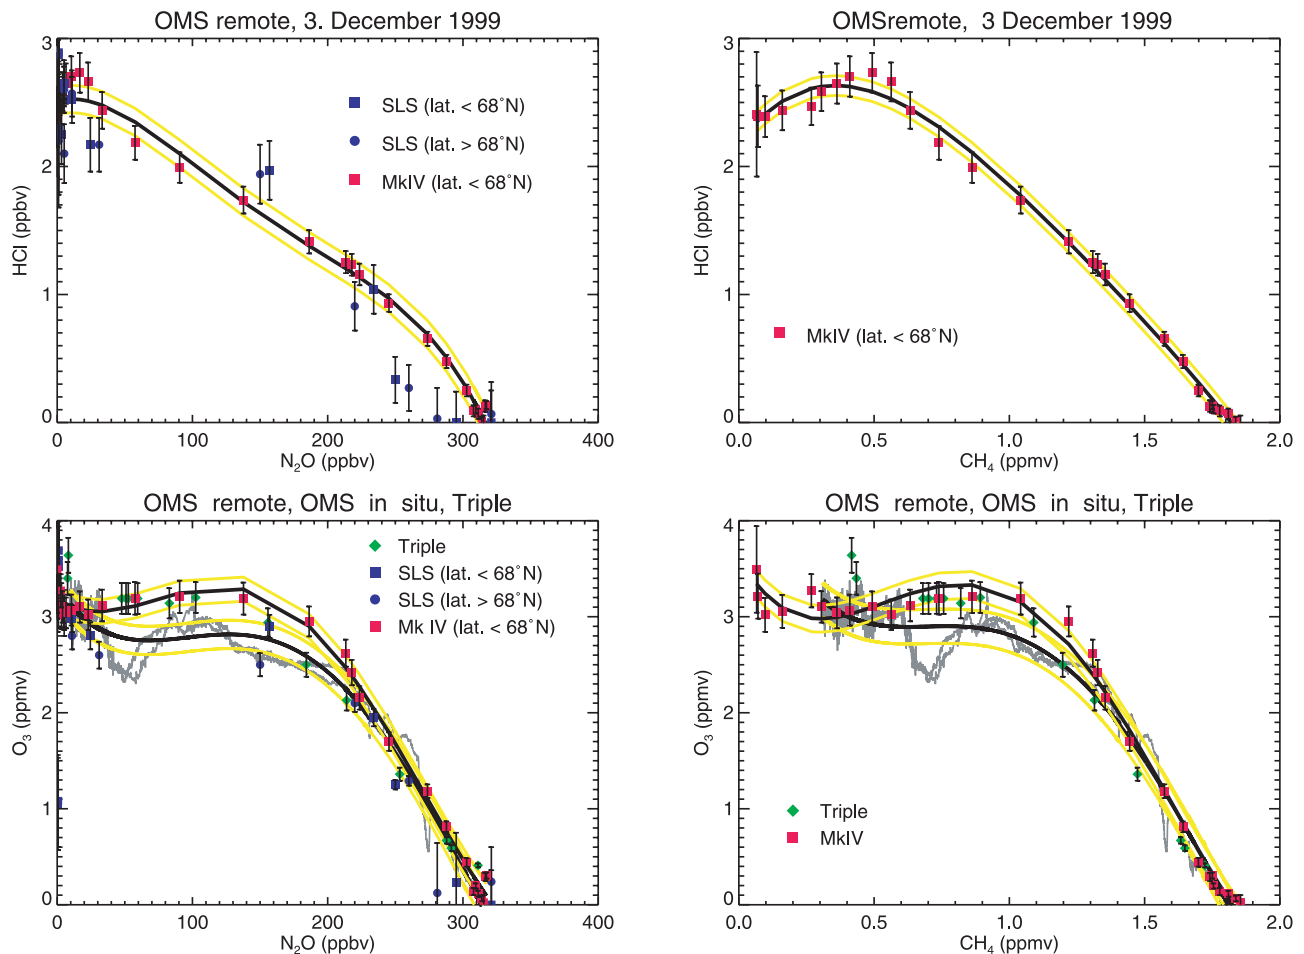 OMS remote, 3. December 1999
3
2
1
0
HCl (ppbv)
SLS (lat. < 68°N)
SLS (lat. > 68°N)
MkIV (lat. < 68°N)
0 100 200 300 400
N2O (ppbv)
OMSremote, 3 December 1999
3
2
1
0
HCl (ppbv)
MkIV (lat. < 68°N)
0.0 0.5 1.0 1.5 2.0
CH4 (ppmv)
OMS remote, OMS in situ, Triple
4
3
2
1
0
O3 (ppmv)
Triple
SLS (lat. < 68°N)
SLS (lat. > 68°N)
Mk IV (lat. < 68°N)
0 100 200 300 400
N2O (ppbv)
OMS remote, OMS in situ, Triple
4
3
2
1
0
O3 (ppmv)
Triple
MkIV
0.0 0.5 1.0 1.5 2.0
CH4 (ppmv)